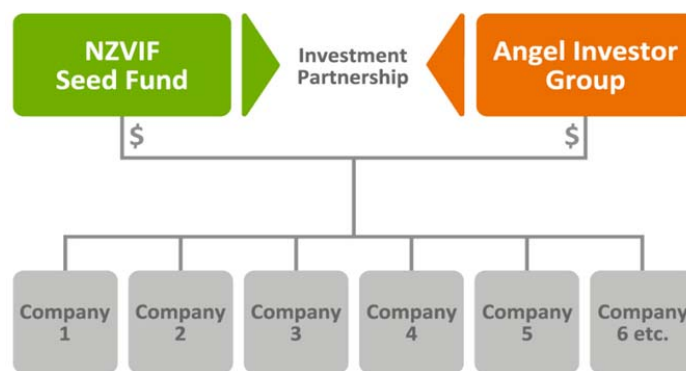 NZVIF
Seed Fund
Investment
Partnership
Angel Investor
Group
$
$
Company
1
Company
2
Company
3
Company
4
Company
5
Company
6 etc.